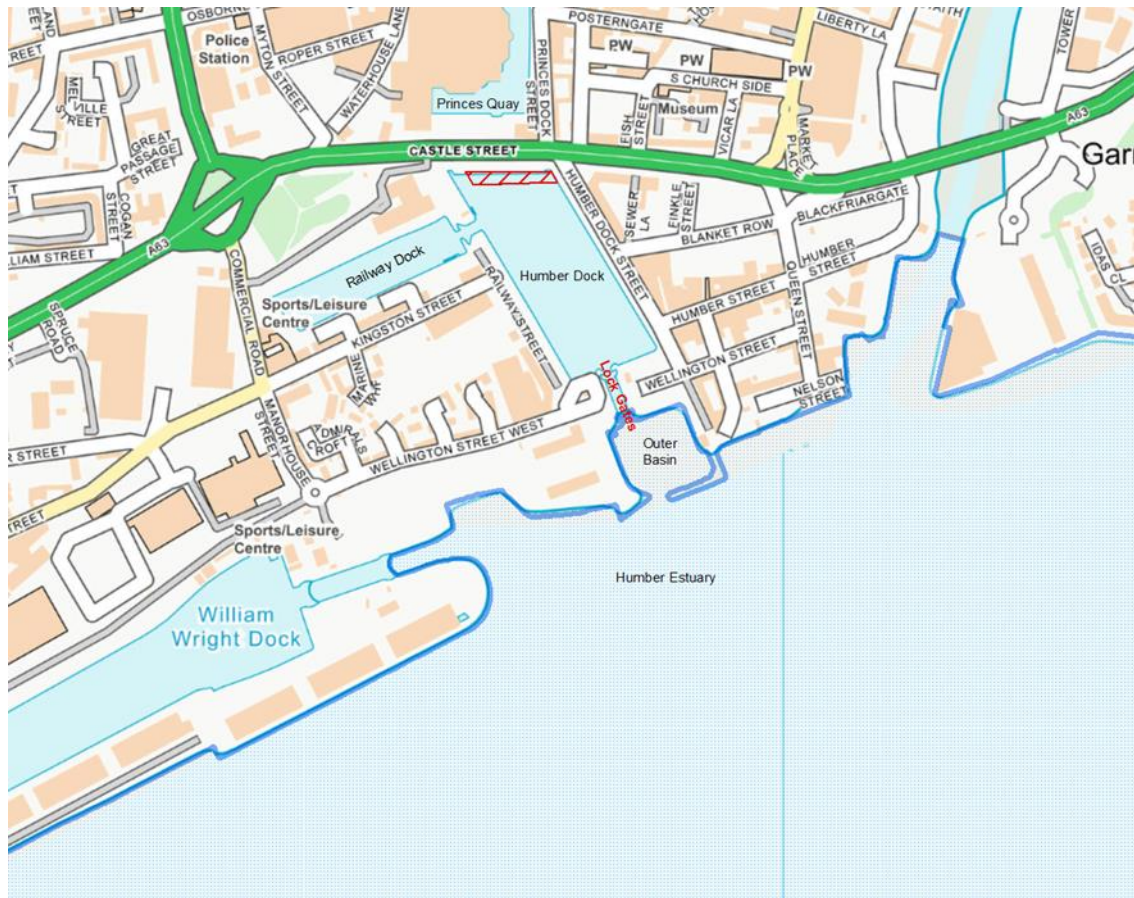 OSBORNE
LIBERTY LA
POSTERNGATE
TOWER
STREET
Police
Station
MYTON STREET
ROPER STREET
WATERHOUSE LANE
PRINCES DOCK
STREET
PW
PW
PW
S CHURCH SIDE
MELVILLE
STREET
GREAT
PASSAGE
STREET
Princes Quay
FISH
STREET
Museum
VICAR LA
MARKET
PLACE
A63
CASTLE STREET
COGAN
STREET
HUMBER DOCK STREET
SEWER
LA
FINKLE
STREET
BLACKFRIARGATE
BLANKET ROW
A63
LLIAM STREET
COMMERCIAL ROAD
Railway Dock
Humber Dock
HUMBER
STREET
QUEEN STREET
IDAS CL
SPRUCE
ROAD
Sports/Leisure
Centre
KINGSTON STREET
RAILWAY STREET
HUMBER STREET
MARINE
WHF
Lock Gates
WELLINGTON STREET
NELSON
STREET
MANOR HOUSE
STREET
ADMIRALS
CROFT
WELLINGTON STREET WEST
Outer
Basin
STREET
Sports/Leisure
Centre
Humber Estuary
William
Wright Dock